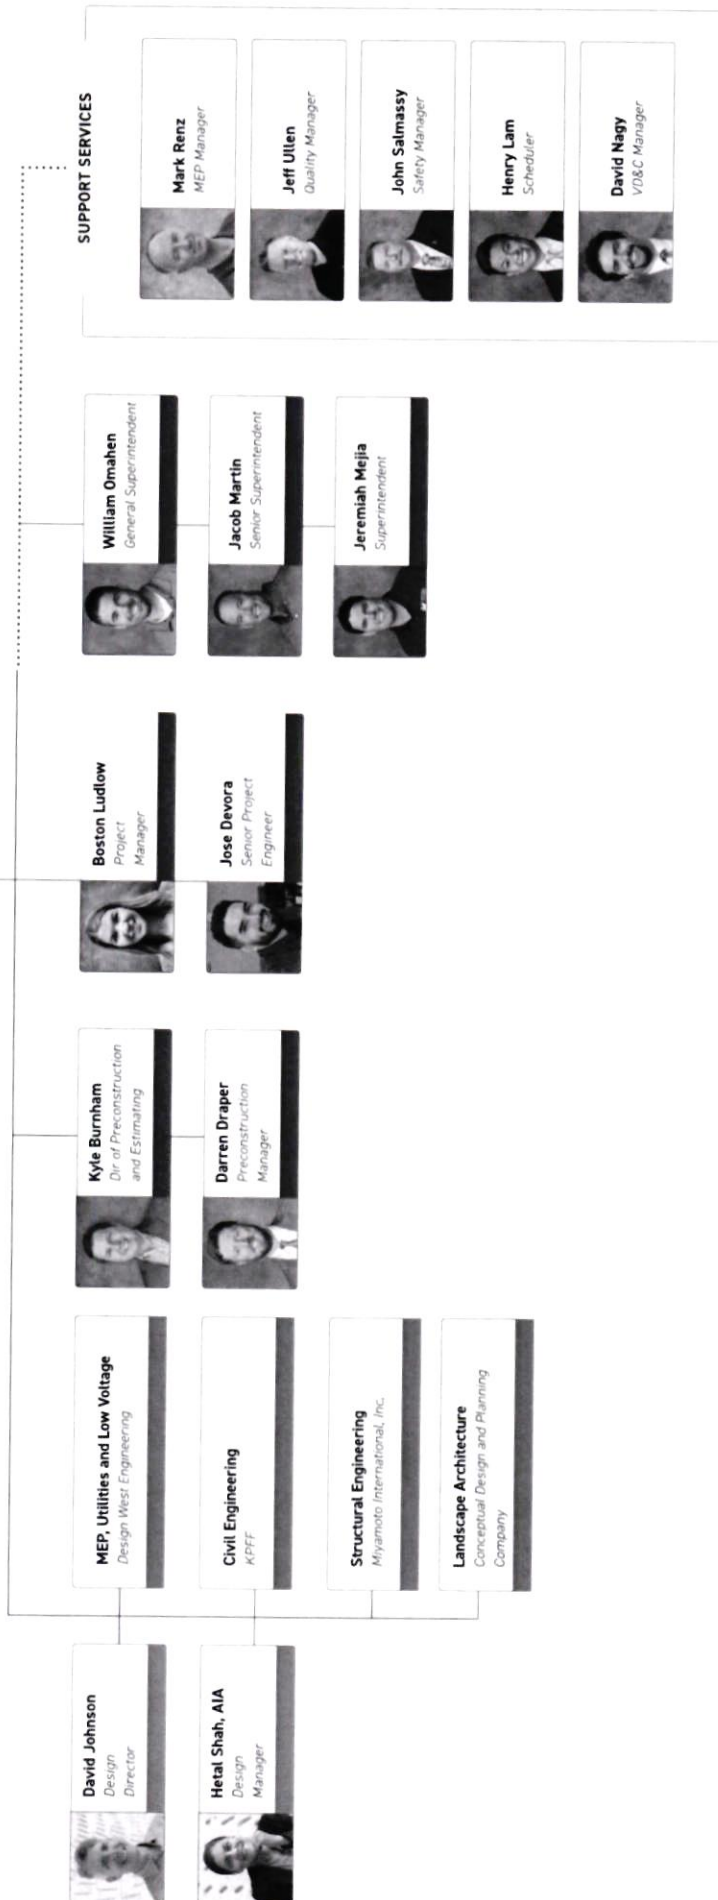 David Johnson
Design
Director
Hetal Shah, AIA
Design
Manager
MEP, Utilities and Low Voltage
Design West Engineering
Civil Engineering
KPFF
Structural Engineering
Miyamoto International, Inc.
Landscape Architecture
Conceptual Design and Planning
Company
Kyle Burnham
Dir of Preconstruction
and Estimating
Darren Draper
Preconstruction
Manager
Boston Ludlow
Project
Manager
Jose Devora
Senior Project
Engineer
William Omahen
General Superintendent
Jacob Martin
Senior Superintendent
Jeremiah Mejia
Superintendent
SUPPORT SERVICES
Mark Renz
MEP Manager
Jeff Ullen
Quality Manager
John Salmassy
Safety Manager
Henry Lam
Scheduler
David Nagy
VD&C Manager